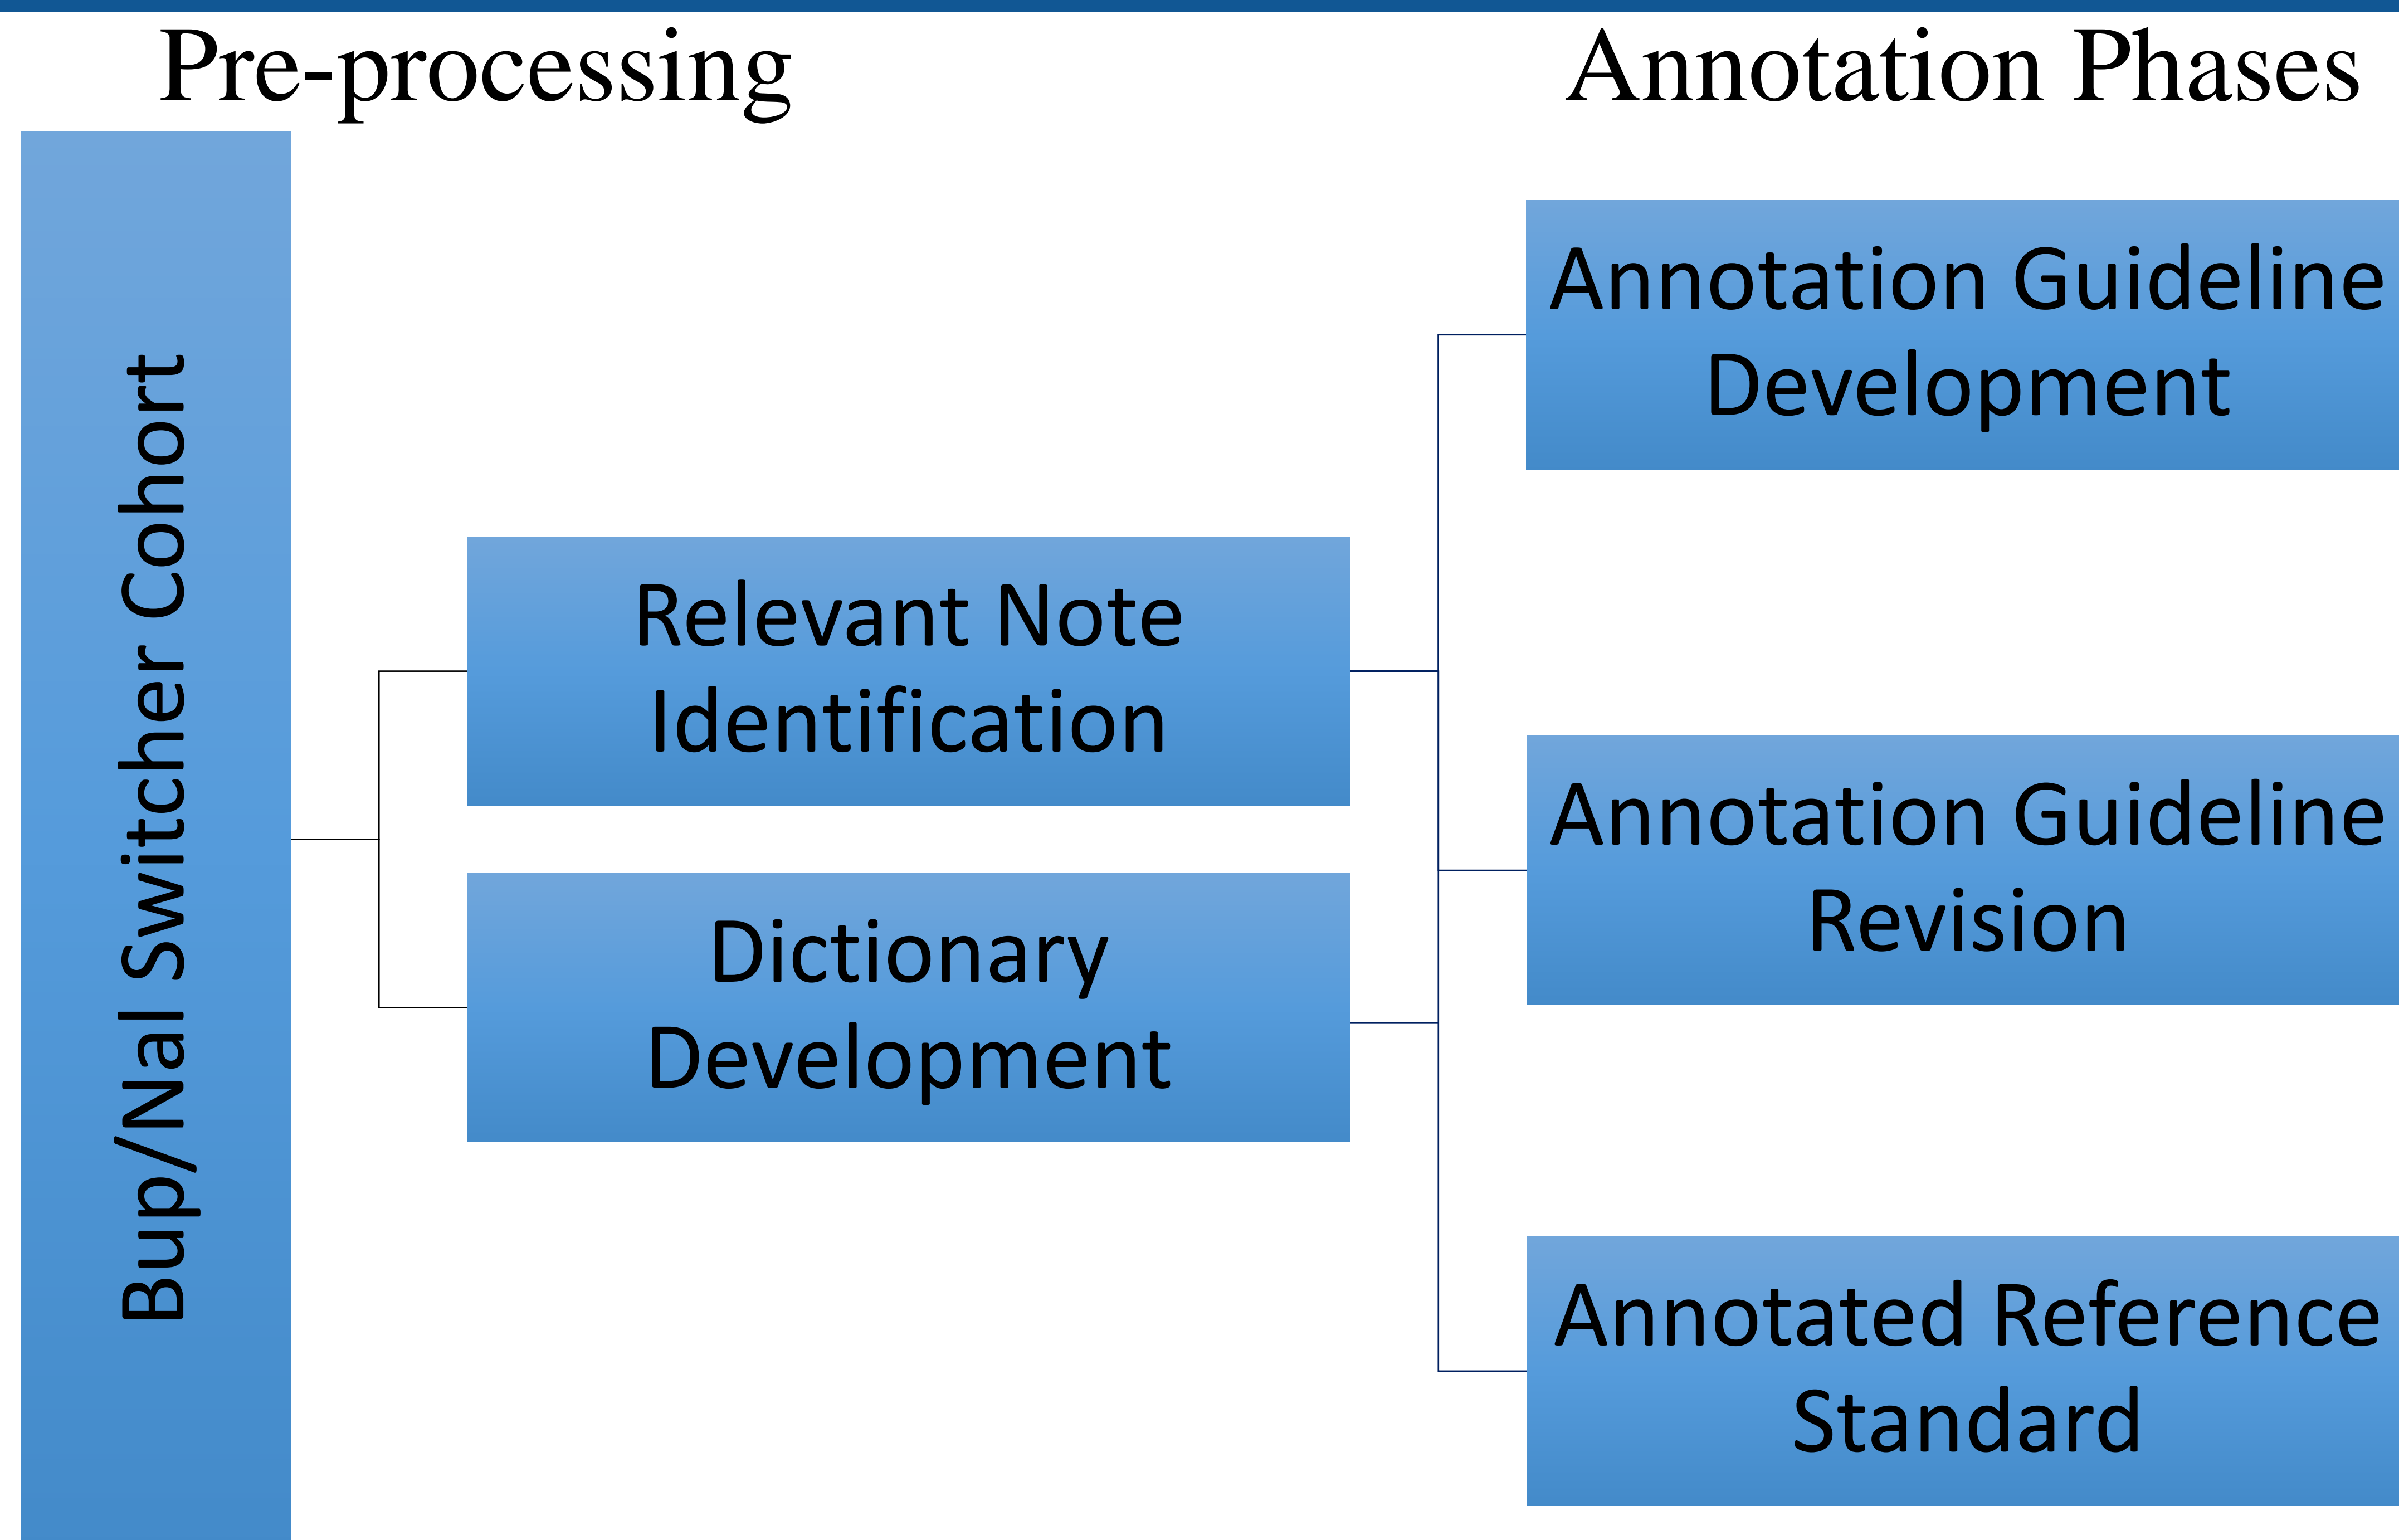 Pre-processing
Annotation Phases
Bup/Nal Switcher Cohort
Relevant Note
Identification
Dictionary
Development
Annotation Guideline
Development
Annotation Guideline
Revision
Annotated Reference
Standard